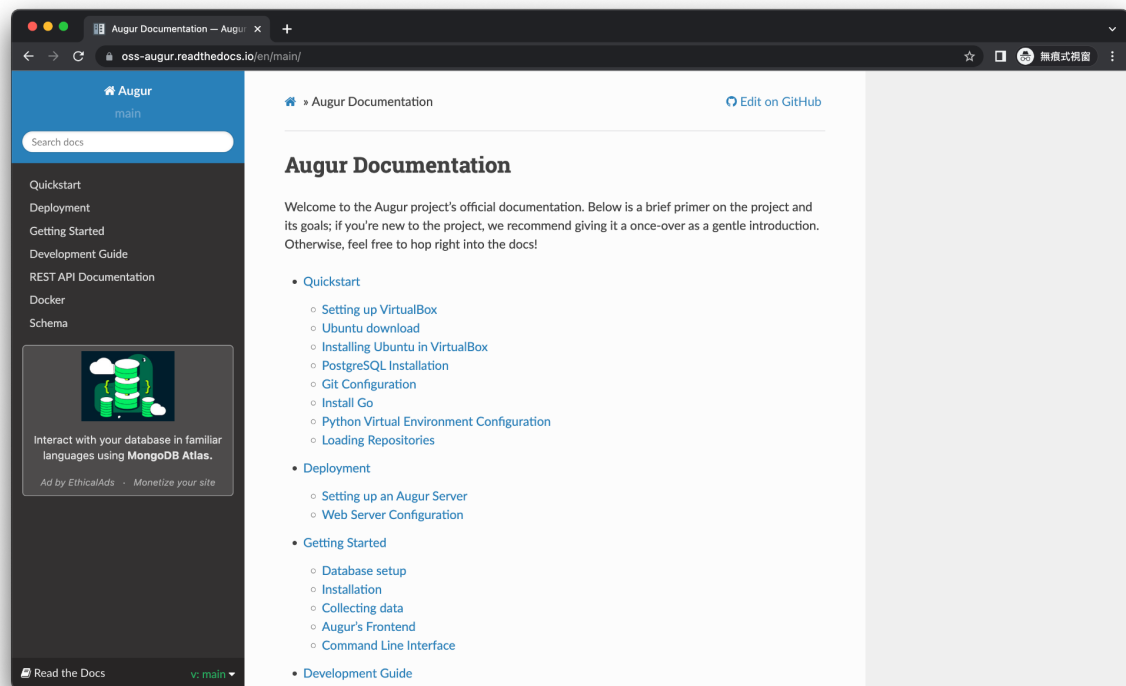 Augur Documentation — Augur
oss-augur.readthedocs.io/en/main/
無痕式視窗
Augur
main
Search docs
Quickstart
Deployment
Getting Started
Development Guide
REST API Documentation
Docker
Schema
Interact with your database in familiar
languages using MongoDB Atlas.
Ad by EthicalAds · Monetize your site
Read the Docs
v: main
» Augur Documentation
Edit on GitHub
Augur Documentation
Welcome to the Augur project's official documentation. Below is a brief primer on the project and
its goals; if you're new to the project, we recommend giving it a once-over as a gentle introduction.
Otherwise, feel free to hop right into the docs!
Quickstart
Setting up VirtualBox
Ubuntu download
Installing Ubuntu in VirtualBox
PostgreSQL Installation
Git Configuration
Install Go
Python Virtual Environment Configuration
Loading Repositories
Deployment
Setting up an Augur Server
Web Server Configuration
Getting Started
Database setup
Installation
Collecting data
Augur's Frontend
Command Line Interface
Development Guide